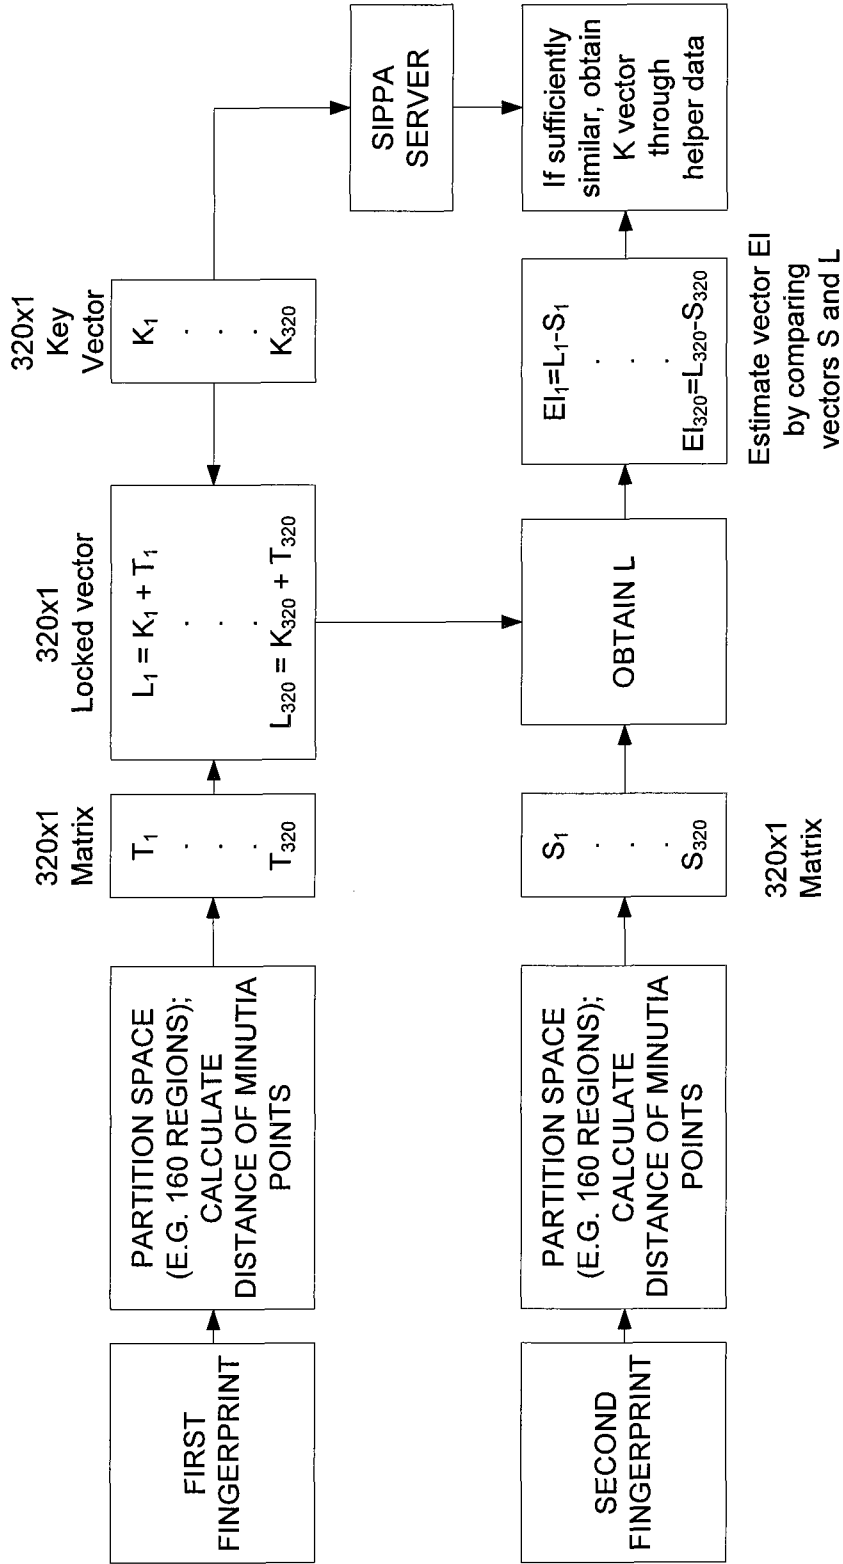 FIRST
FINGERPRINT
PARTITION SPACE
(E.G. 160 REGIONS);
CALCULATE
DISTANCE OF MINUTIA
POINTS
320x1
Matrix
T₁
.
.
T₃₂₀
320x1
Locked vector
L₁ = K₁ + T₁
.
.
L₃₂₀ = K₃₂₀ + T₃₂₀
320x1
Key
Vector
K₁
.
.
K₃₂₀
SIPPA
SERVER
SECOND
FINGERPRINT
PARTITION SPACE
(E.G. 160 REGIONS);
CALCULATE
DISTANCE OF MINUTIA
POINTS
S₁
.
.
S₃₂₀
320x1
Matrix
OBTAIN L
EI₁=L₁-S₁
.
.
EI₃₂₀=L₃₂₀-S₃₂₀
Estimate vector EI
by comparing
vectors S and L
If sufficiently
similar, obtain
K vector
through
helper data